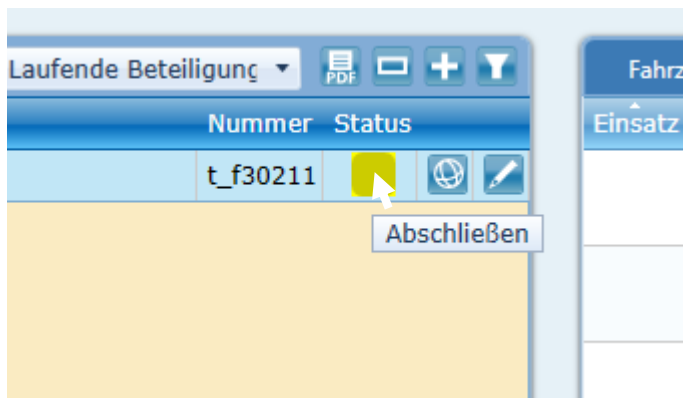 Laufende Beteiligung
PDF
Fahrz
Nummer Status
Einsatz
t_f30211
Abschließen